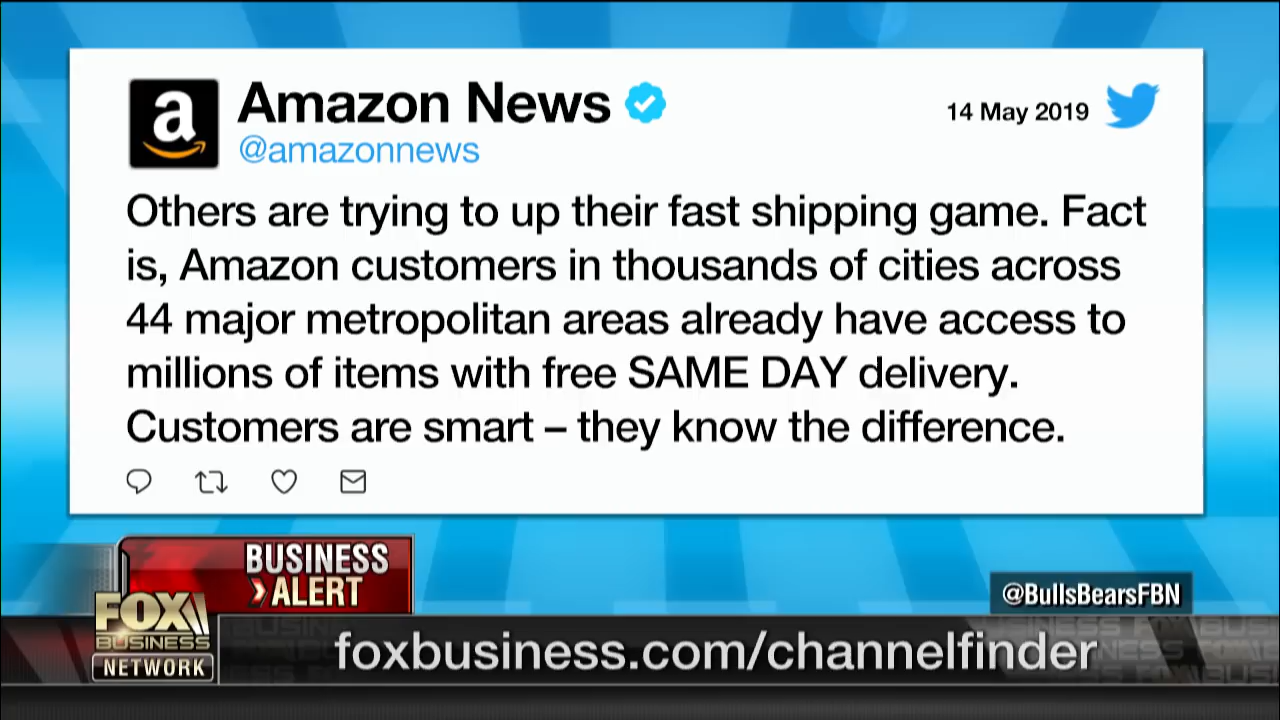 a
Amazon News
@amazonnews
14 May 2019
Others are trying to up their fast shipping game. Fact
is, Amazon customers in thousands of cities across
44 major metropolitan areas already have access to
millions of items with free SAME DAY delivery.
Customers are smart – they know the difference.
BUSINESS
ALERT
@BullsBearsFBN
FOX
BUSINESS
NETWORK
foxbusiness.com/channelfinder